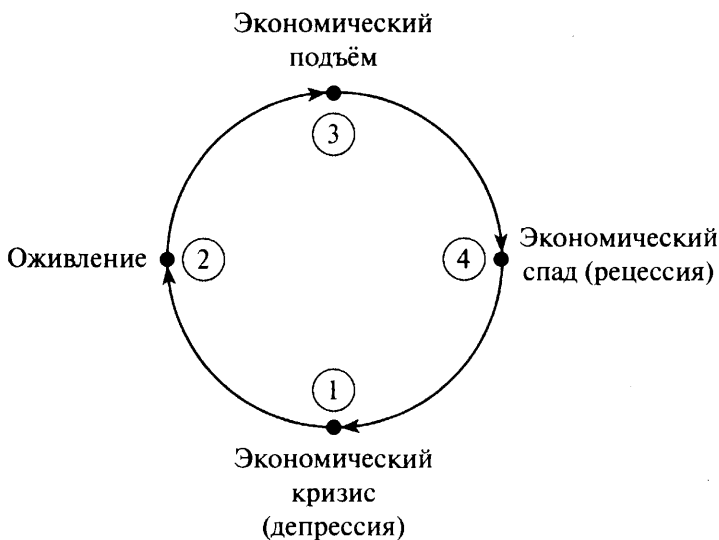 Экономический
подъём
3
Оживление
2
4
Экономический
спад (рецессия)
1
Экономический
кризис
(депрессия)